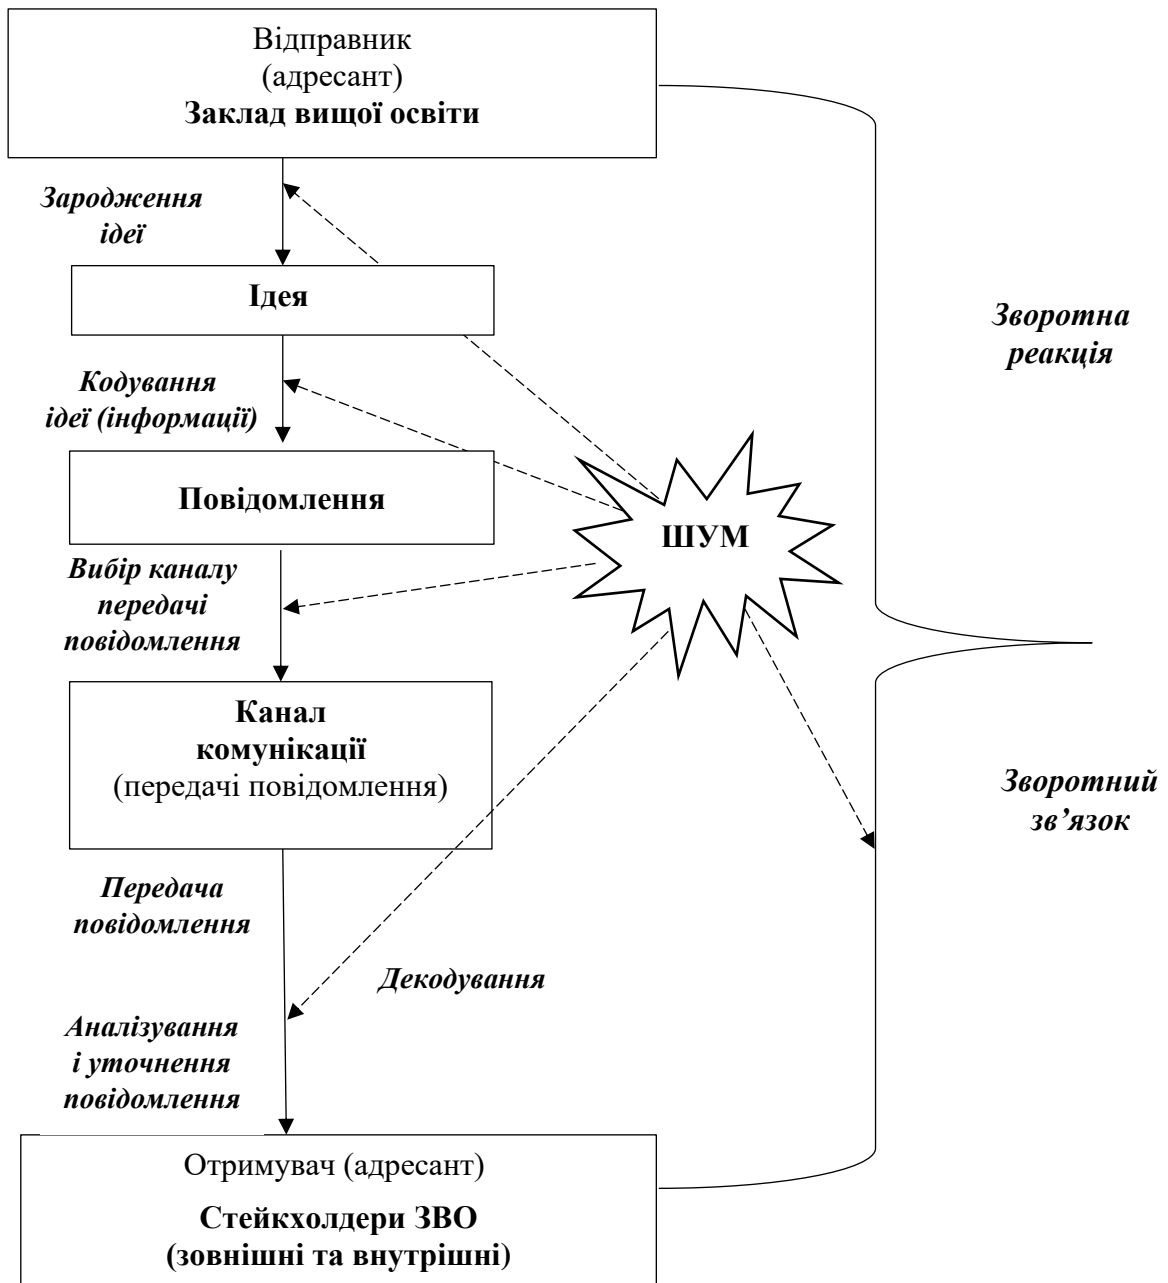 Відправник
(адресант)
Заклад вищої освіти
Зародження
ідеї
Ідея
Зворотна
реакція
Кодування
ідеї (інформації)
Повідомлення
ШУМ
Вибір каналу
передачі
повідомлення
Канал
комунікації
(передачі повідомлення)
Зворотний
зв’язок
Передача
повідомлення
Декодування
Аналізування
і уточнення
повідомлення
Отримувач (адресант)
Стейкхолдери ЗВО
(зовнішні та внутрішні)